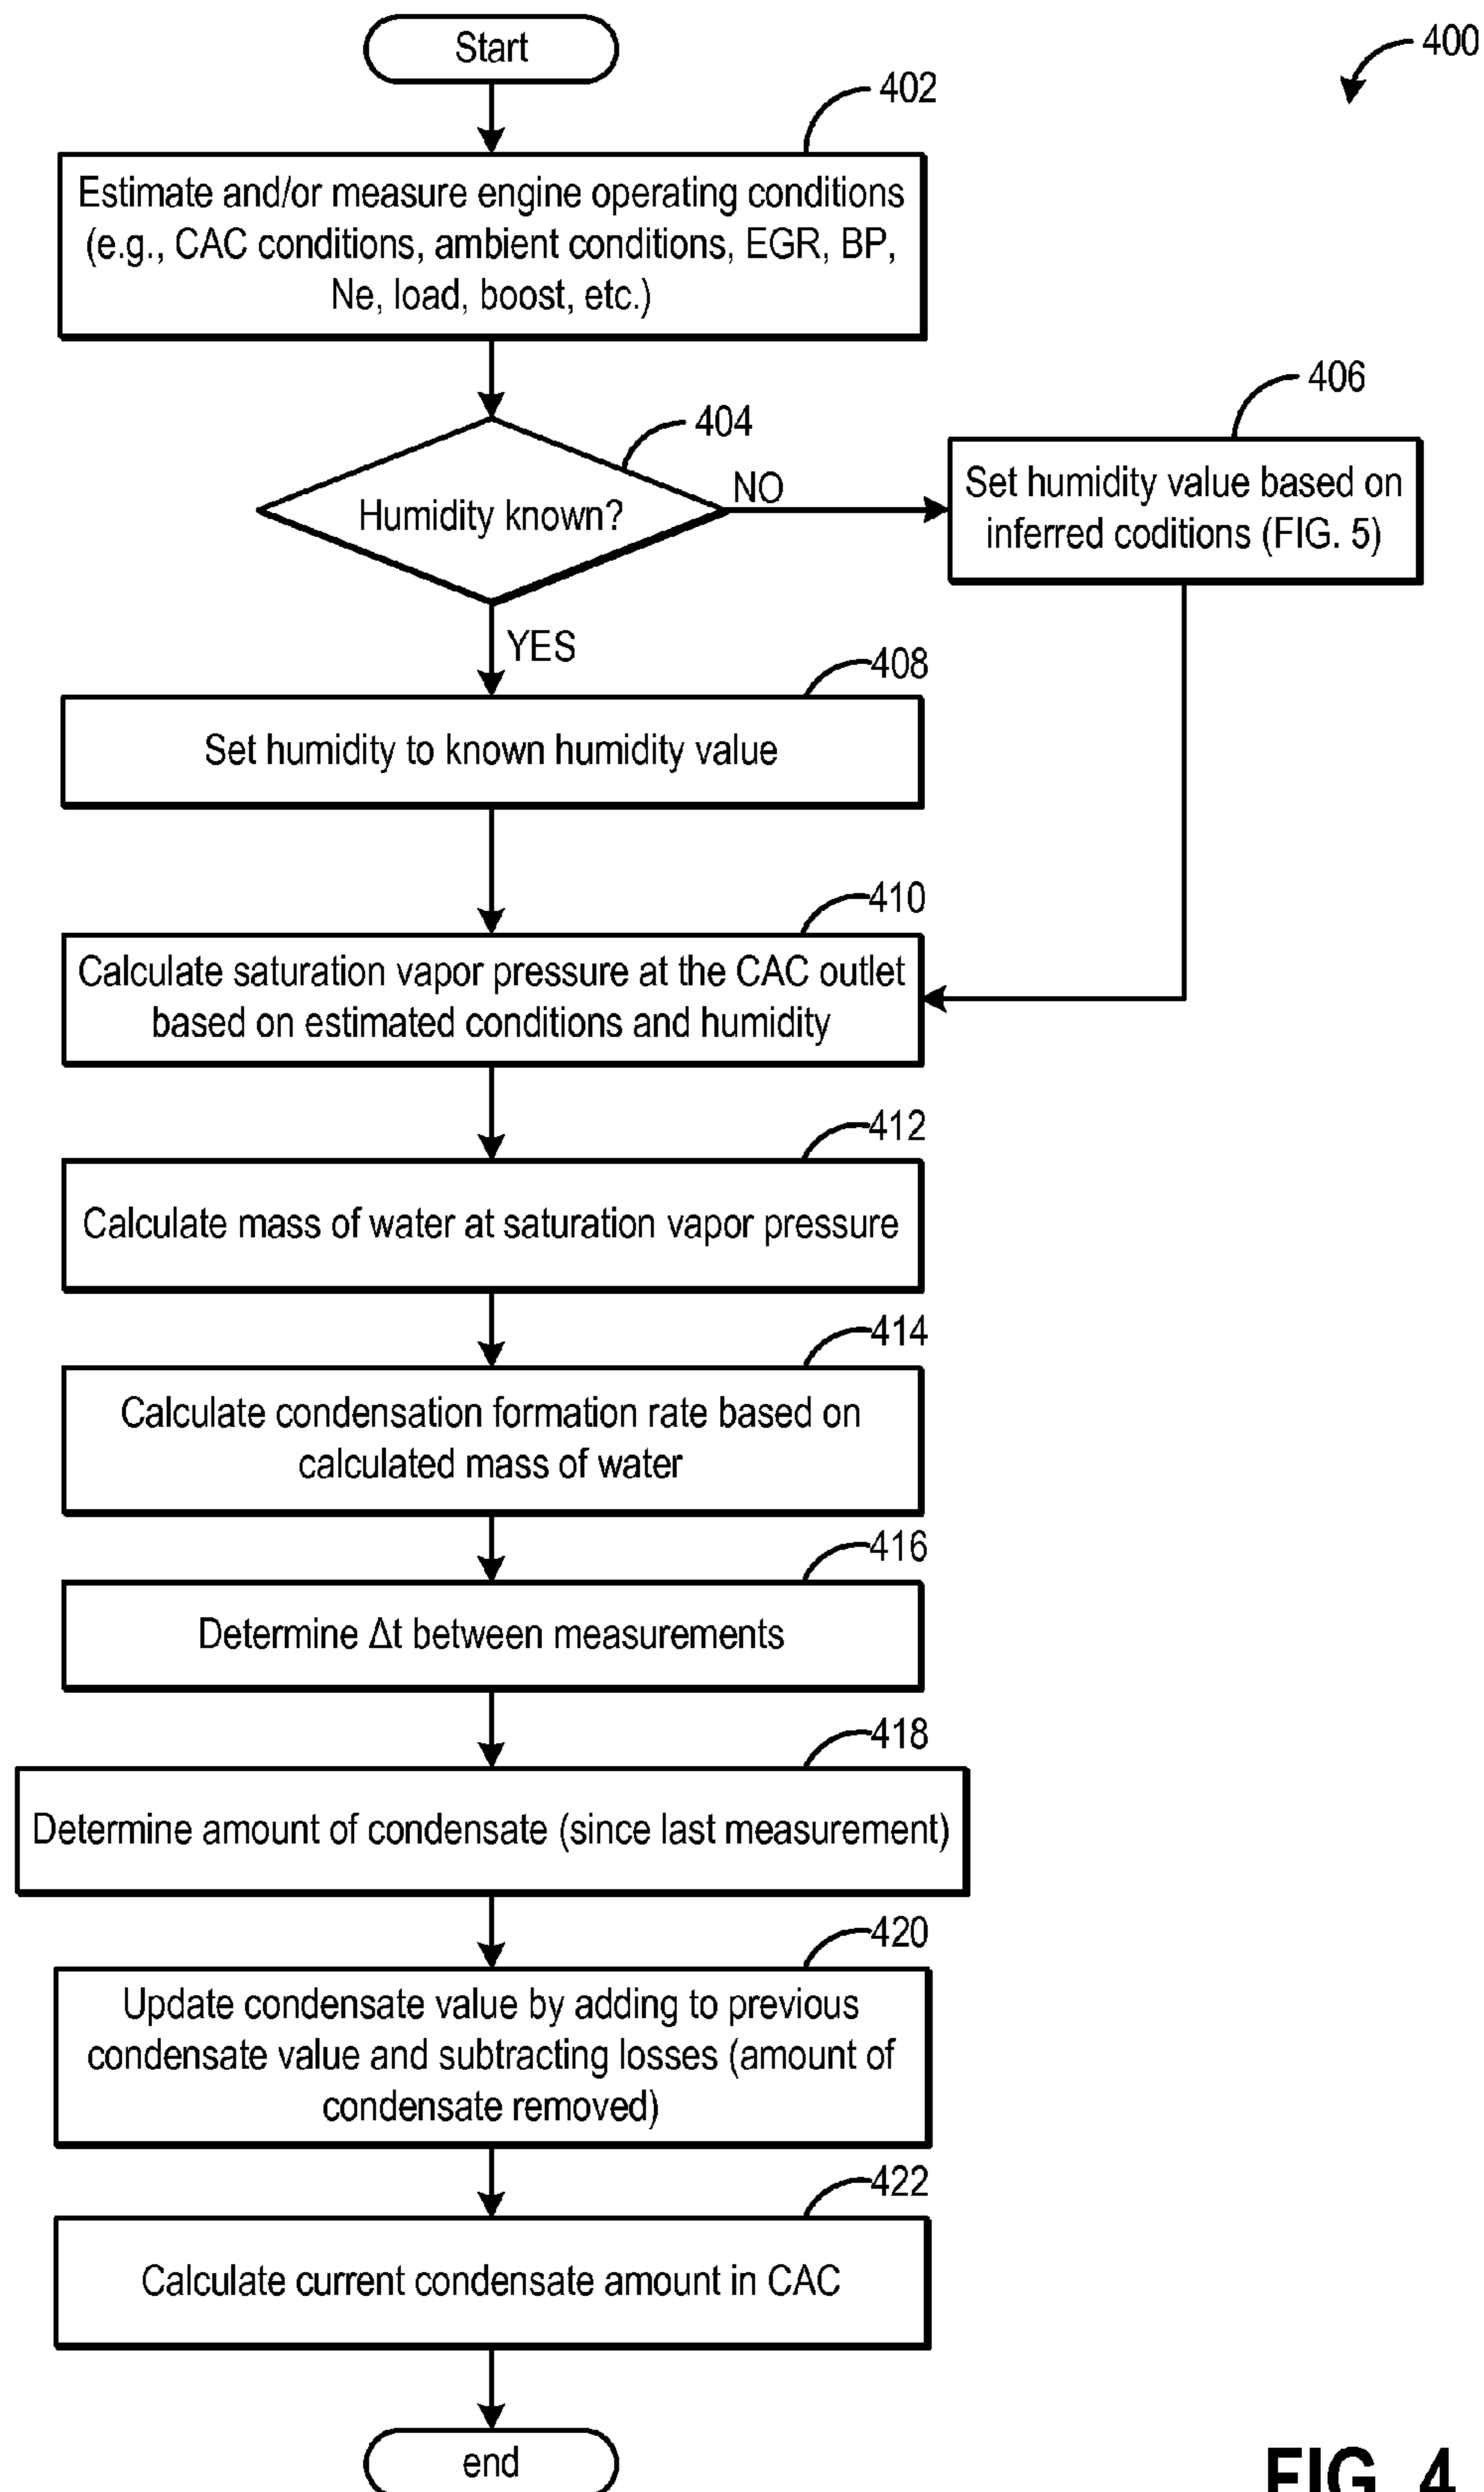 Start
400
402
Estimate and/or measure engine operating conditions
(e.g., CAC conditions, ambient conditions, EGR, BP,
Ne, load, boost, etc.)
404
Humidity known?
NO
406
Set humidity value based on
inferred coditions (FIG. 5)
YES
408
Set humidity to known humidity value
410
Calculate saturation vapor pressure at the CAC outlet
based on estimated conditions and humidity
412
Calculate mass of water at saturation vapor pressure
414
Calculate condensation formation rate based on
calculated mass of water
416
Determine Δt between measurements
418
Determine amount of condensate (since last measurement)
420
Update condensate value by adding to previous
condensate value and subtracting losses (amount of
condensate removed)
422
Calculate current condensate amount in CAC
end
FIG. 4